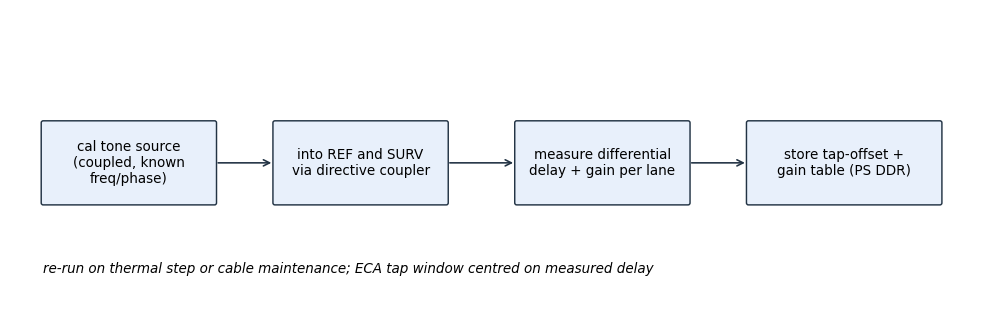 cal tone source
(coupled, known
freq/phase)
into REF and SURV
via directive coupler
measure differential
delay + gain per lane
store tap-offset +
gain table (PS DDR)
re-run on thermal step or cable maintenance; ECA tap window centred on measured delay